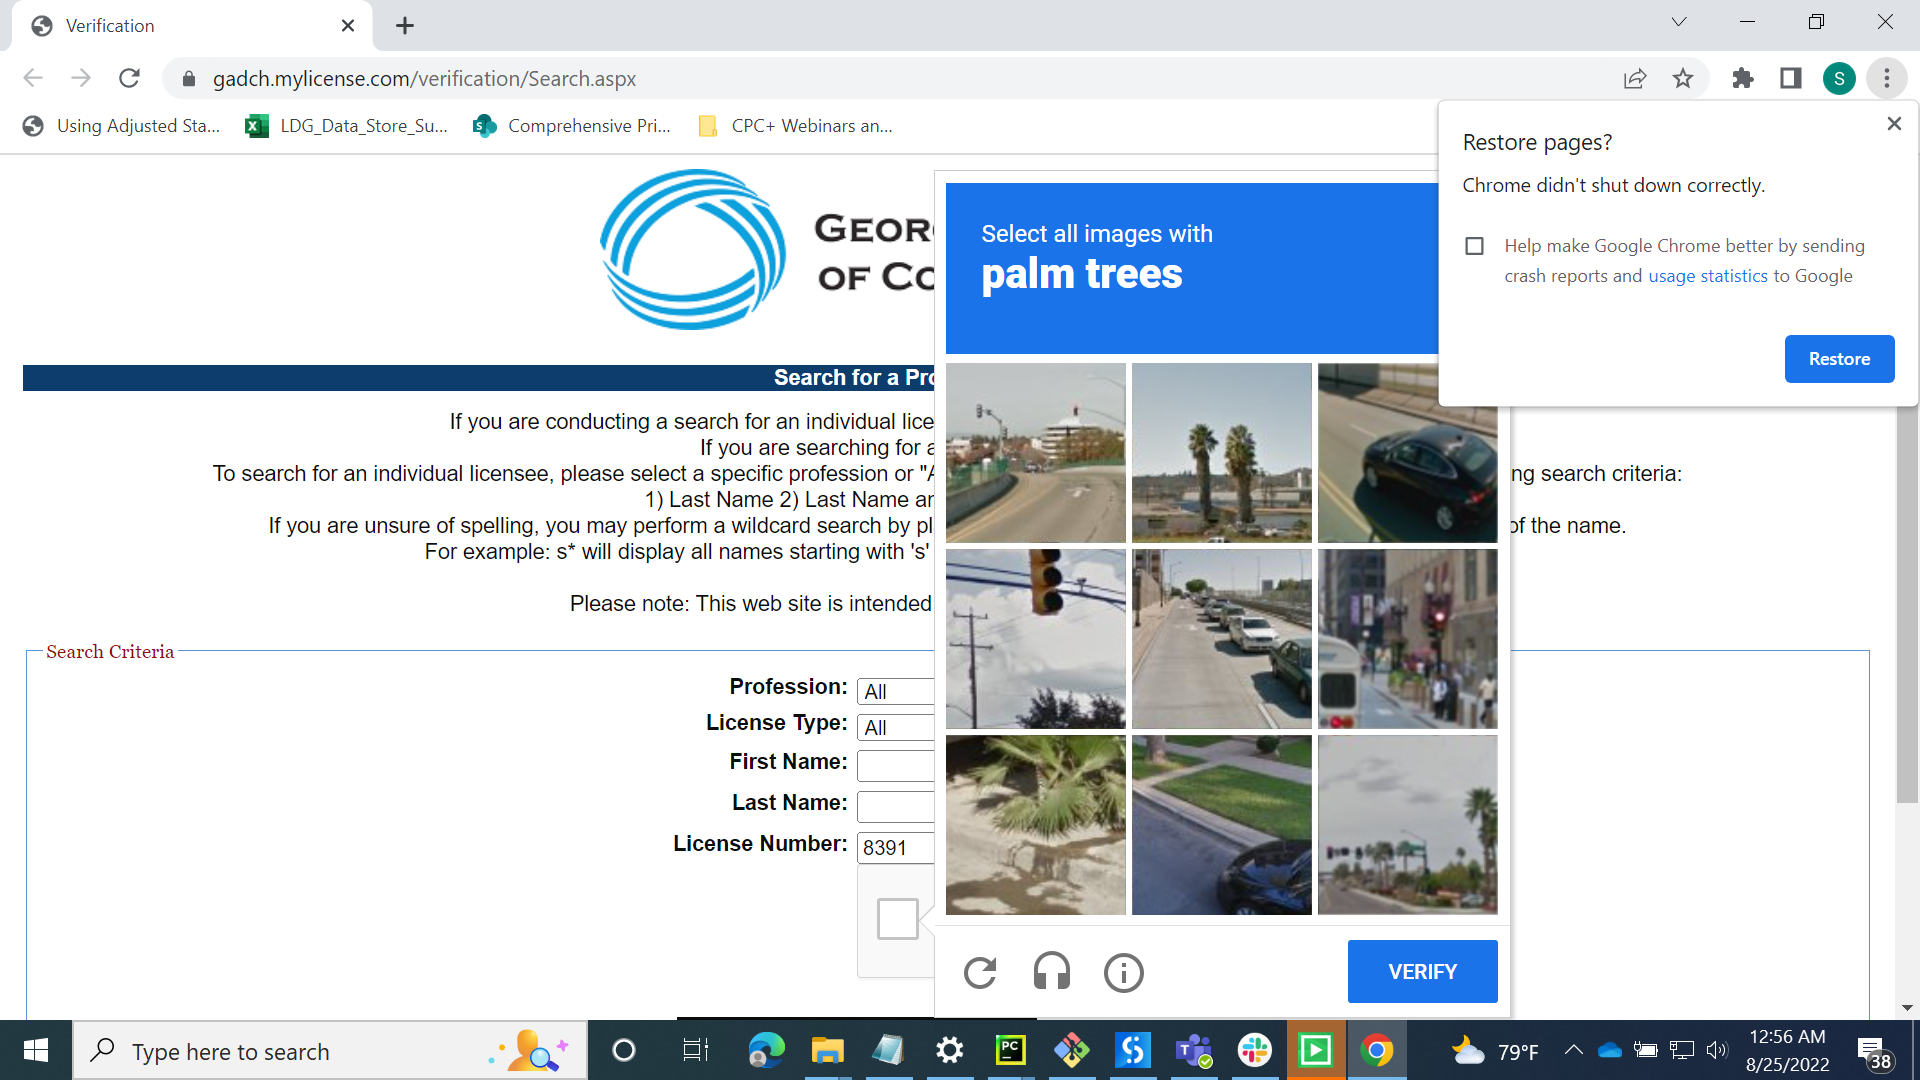 Verification
gadch.mylicense.com/verification/Search.aspx
S
Using Adjusted Sta...
LDG_Data_Store_Su...
Comprehensive Pri...
CPC+ Webinars an...
Restore pages?
Chrome didn't shut down correctly.
Help make Google Chrome better by sending
crash reports and usage statistics to Google
Restore
GEOR
OF CO
Select all images with
palm trees
Search for a Pro
If you are conducting a search for an individual lice
If you are searching for a
To search for an individual licensee, please select a specific profession or "A
ng search criteria:
1) Last Name 2) Last Name an
If you are unsure of spelling, you may perform a wildcard search by pl
of the name.
For example: s* will display all names starting with 's'
Please note: This web site is intended
Search Criteria
Profession:
All
License Type:
All
First Name:
Last Name:
License Number:
8391
VERIFY
Type here to search
PC
79°F
12:56 AM
8/25/2022
38